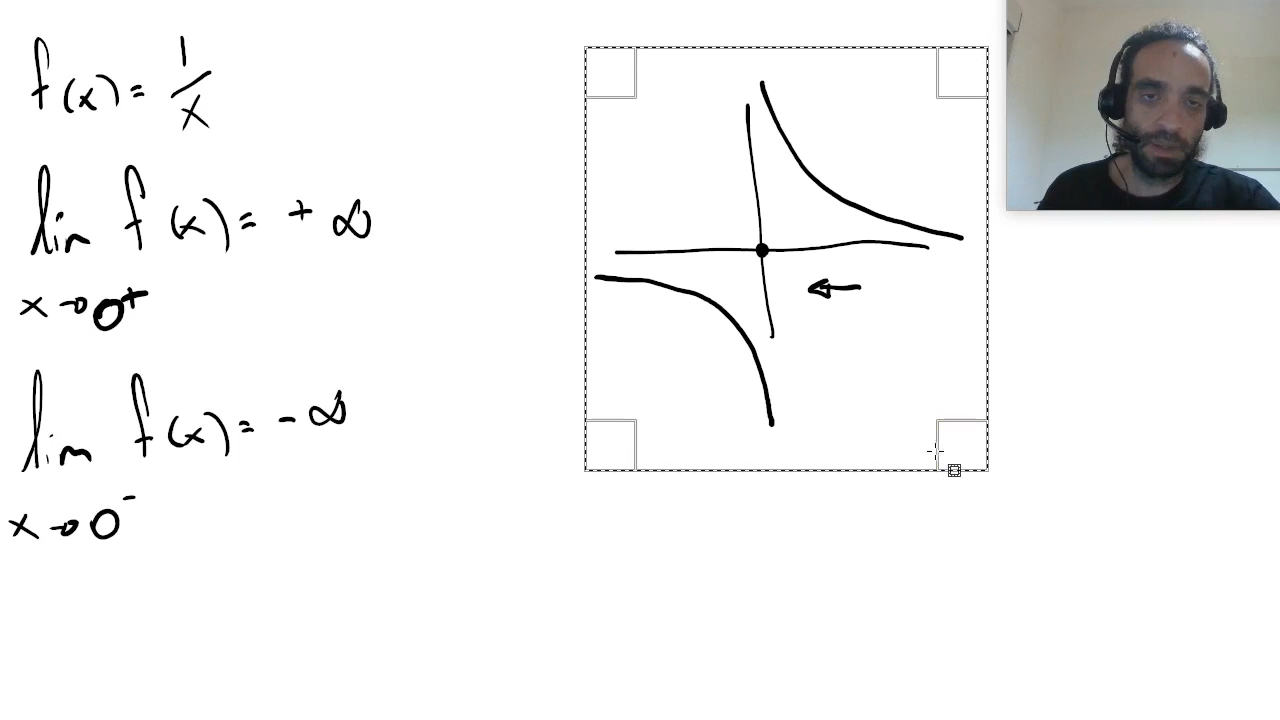 f(x) = 1/x
lim f(x) = + ∞
x → 0⁺
lim f(x) = - ∞
x → 0⁻